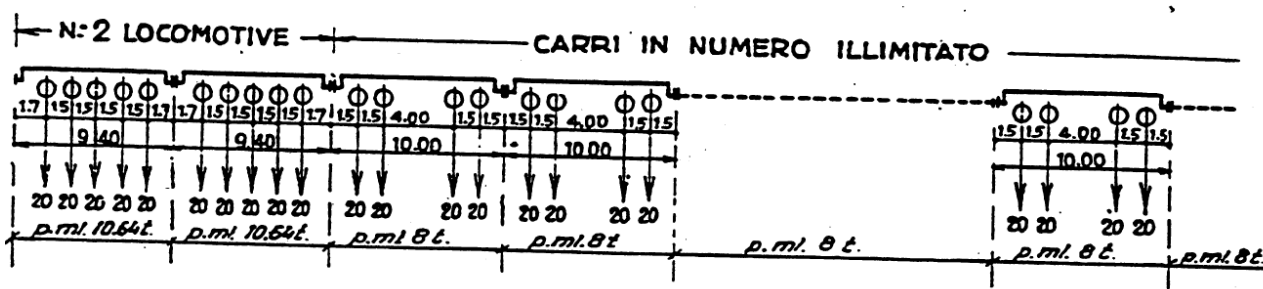 N:2 LOCOMOTIVE CARRI IN NUMERO ILLIMITATO
1.7 1.5 1.5 1.5 1.5 1.7 1.7 1.5 1.5 1.5 1.5 1.7 1.5 1.5 4.00 1.5 1.5 1.5 1.5 4.00 1.5 1.5 1.5 1.5 4.00 1.5 1.5
9.40 9.40 10.00 10.00 10.00
20 20 20 20 20 20 20 20 20 20 20 20 20 20 20 20 20 20 20 20 20 20
p.ml. 10.64t. p.ml. 10.64t. p.ml 8t. p.ml.8t p.ml. 8t. p.ml. 8t. p.ml.8t.